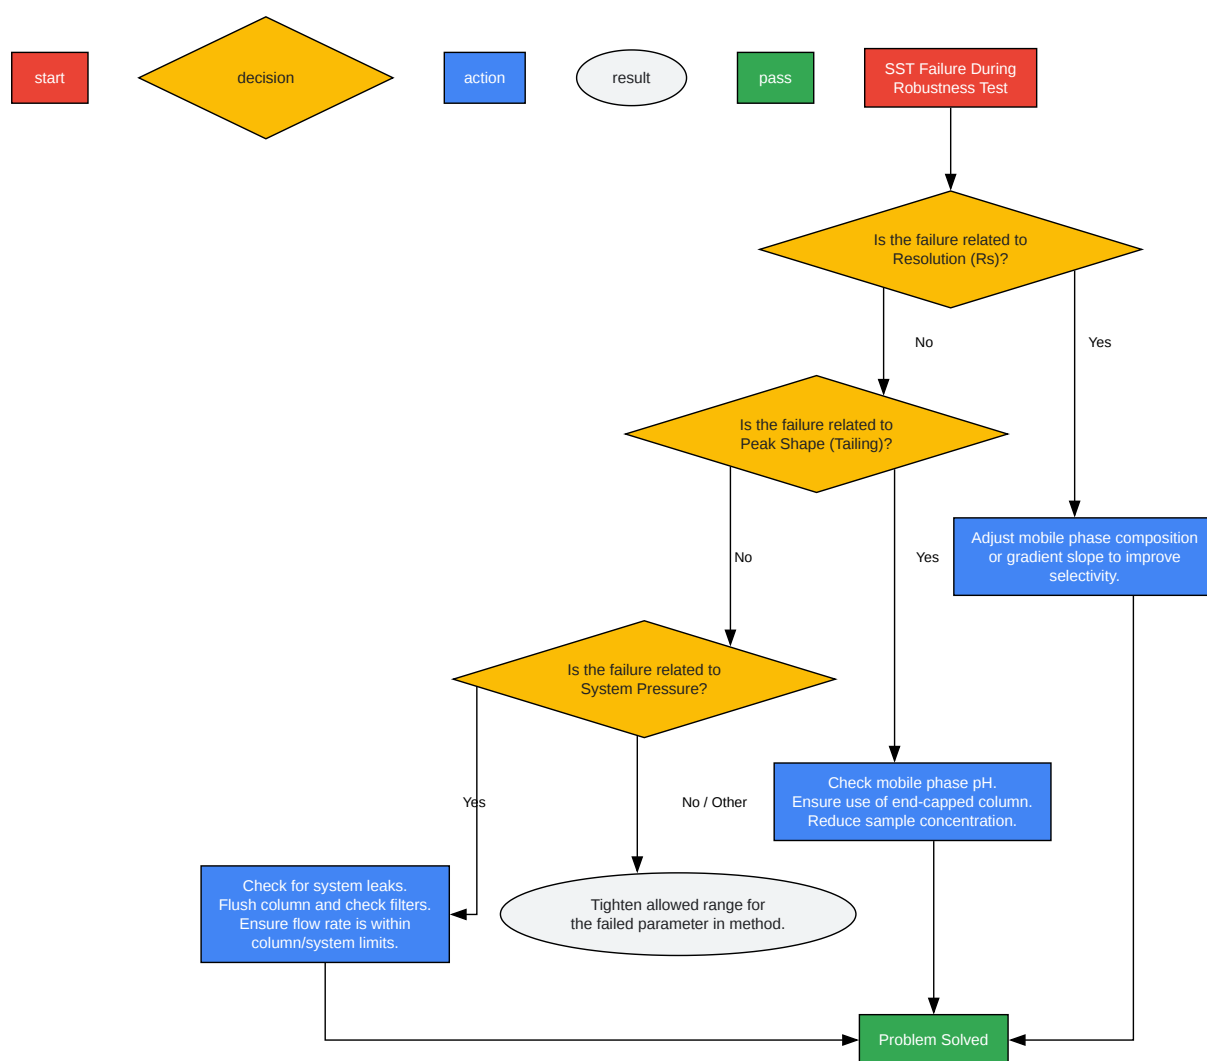 start
decision
action
result
pass
SST Failure During
Robustness Test
Is the failure related to
Resolution (Rs)?
No
Yes
Is the failure related to
Peak Shape (Tailing)?
No
Yes
Adjust mobile phase composition
or gradient slope to improve
selectivity.
Is the failure related to
System Pressure?
Yes
No / Other
Check mobile phase pH.
Ensure use of end-capped column.
Reduce sample concentration.
Check for system leaks.
Flush column and check filters.
Ensure flow rate is within
column/system limits.
Tighten allowed range for
the failed parameter in method.
Problem Solved